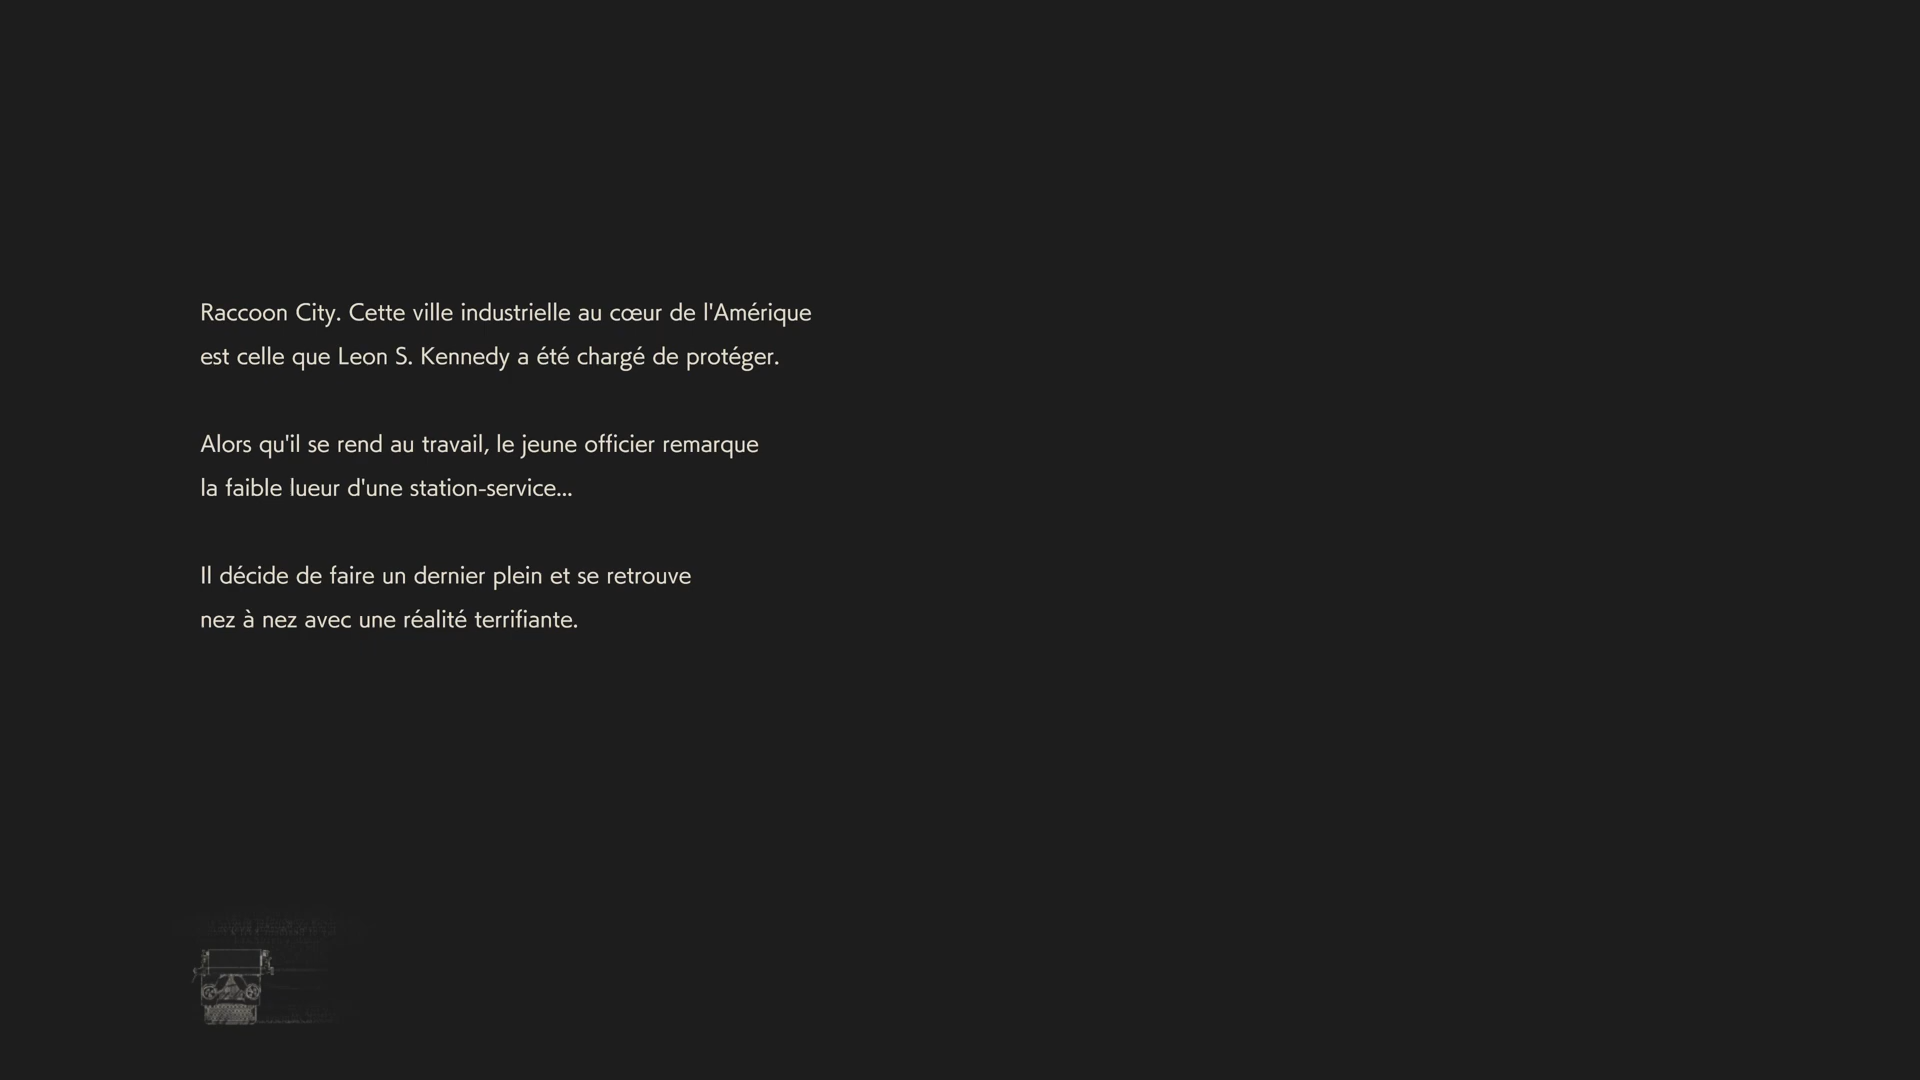 Raccoon City. Cette ville industrielle au cœur de l'Amérique
est celle que Leon S. Kennedy a été chargé de protéger.
Alors qu'il se rend au travail, le jeune officier remarque
la faible lueur d'une station-service...
Il décide de faire un dernier plein et se retrouve
nez à nez avec une réalité terrifiante.